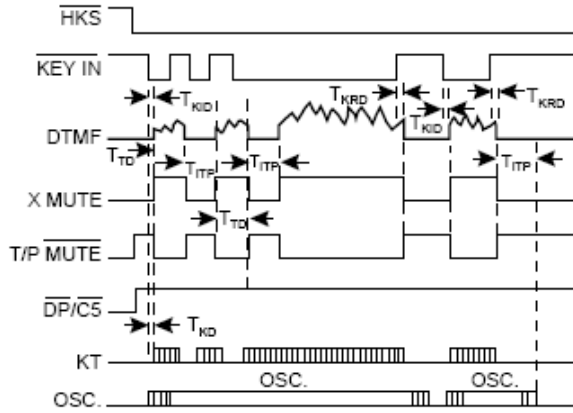 HKS
KEY IN
T_KID
T_KRD
T_KID
T_KRD
DTMF
T_TD
T_ITP
T_ITP
T_ITP
X MUTE
T_TD
T/P MUTE
DP/C5
T_KD
KT
OSC.
OSC.
OSC.